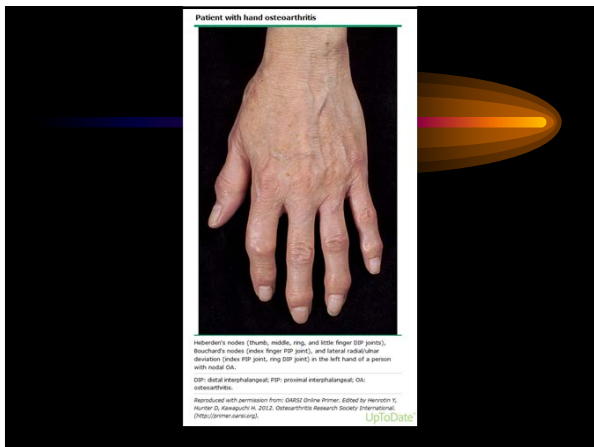 Patient with hand osteoarthritis
Heberden's nodes (thumb, middle, ring, and little finger DIP joints),
Bouchard's nodes (index finger PIP joint), and lateral radial/ulnar
deviation (index PIP joint, ring DIP joint) in the left hand of a person
with nodal OA.
DIP: distal interphalangeal; PIP: proximal interphalangeal; OA:
osteoarthritis.
Reproduced with permission from: OARSI Online Primer. Edited by Henrotin Y,
Hunter D, Kawaguchi H. 2012. Osteoarthritis Research Society International.
(http://primer.oarsi.org).
UpToDate